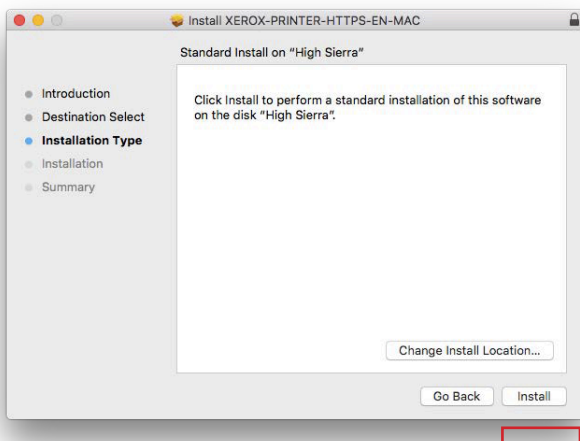 Install XEROX-PRINTER-HTTPS-EN-MAC
Standard Install on “High Sierra”
Introduction
Destination Select
Installation Type
Installation
Summary
Click Install to perform a standard installation of this software
on the disk “High Sierra”.
Change Install Location...
Go Back
Install